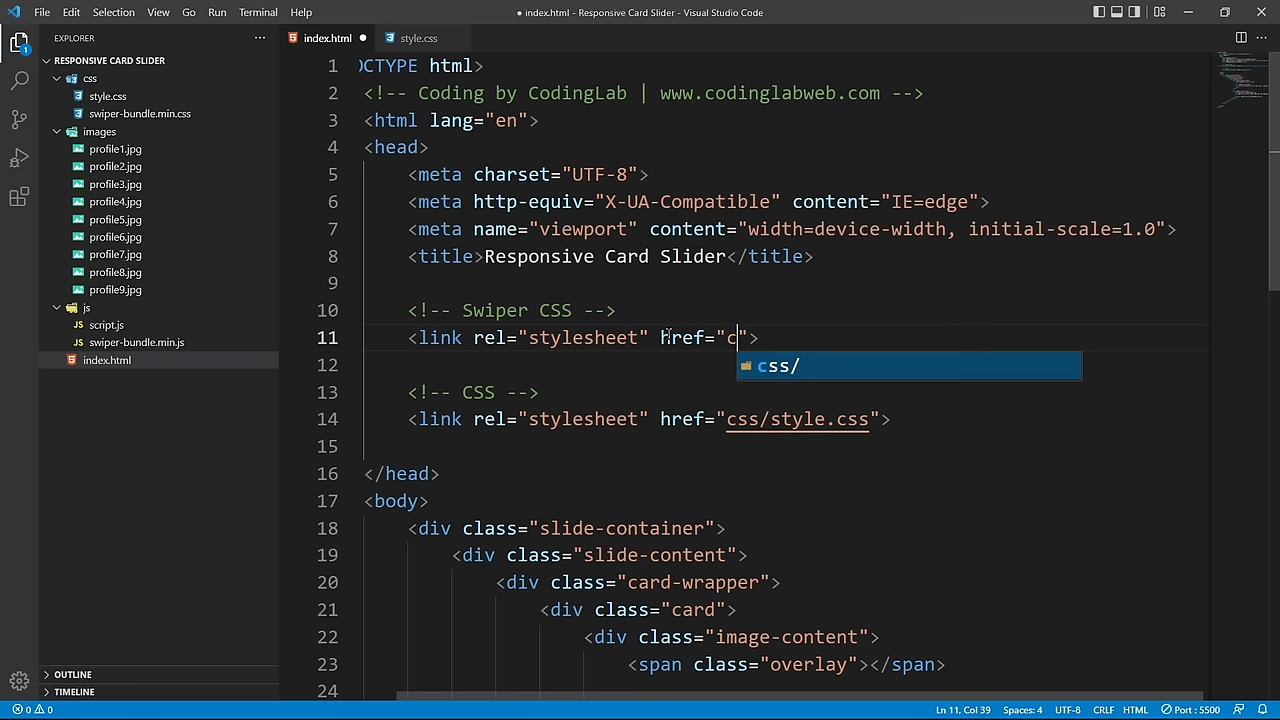 File Edit Selection View Go Run Terminal Help
● index.html - Responsive Card Slider - Visual Studio Code
EXPLORER ...
index.html ●
style.css
...
RESPONSIVE CARD SLIDER
css
style.css
swiper-bundle.min.css
images
profile1.jpg
profile2.jpg
profile3.jpg
profile4.jpg
profile5.jpg
profile6.jpg
profile7.jpg
profile8.jpg
profile9.jpg
js
JS script.js
JS swiper-bundle.min.js
index.html
OUTLINE
TIMELINE
1
1 OCTYPE html>
2 <!-- Coding by CodingLab | www.codinglabweb.com -->
3 <html lang="en">
4 <head>
5 <meta charset="UTF-8">
6 <meta http-equiv="X-UA-Compatible" content="IE=edge">
7 <meta name="viewport" content="width=device-width, initial-scale=1.0">
8 <title>Responsive Card Slider</title>
9
10 <!-- Swiper CSS -->
11 <link rel="stylesheet" href="c">
12 css/
13 <!-- CSS -->
14 <link rel="stylesheet" href="css/style.css">
15
16 </head>
17 <body>
18 <div class="slide-container">
19 <div class="slide-content">
20 <div class="card-wrapper">
21 <div class="card">
22 <div class="image-content">
23 <span class="overlay"></span>
24
0 0 Ln 11, Col 39 Spaces: 4 UTF-8 CRLF HTML Port : 5500